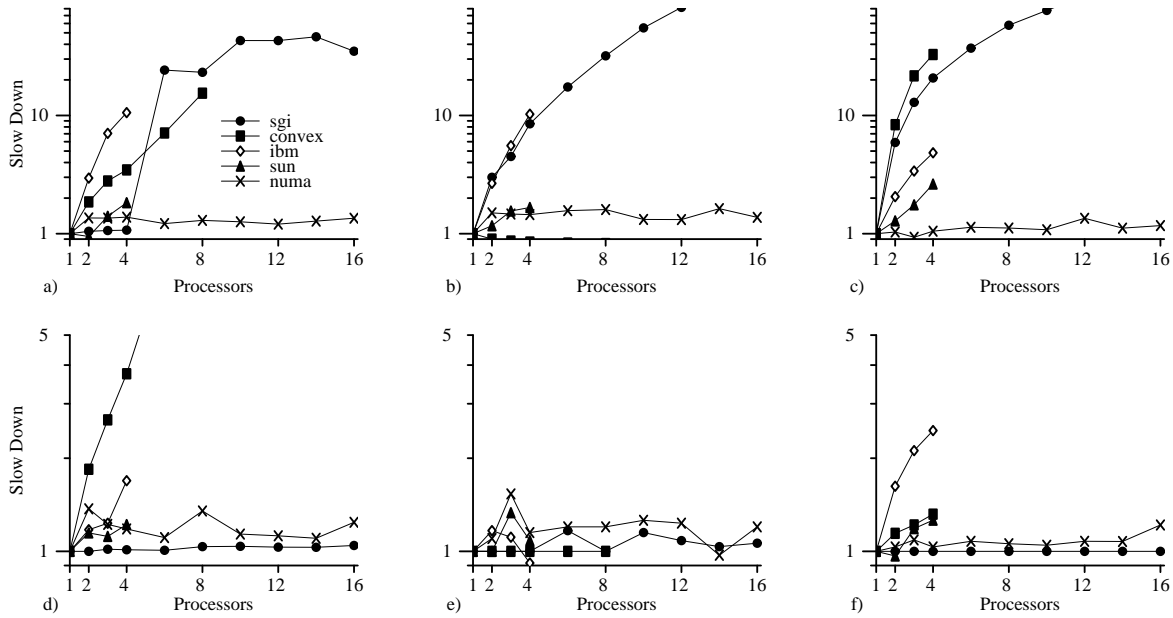 Slow Down
10
1
sgi
convex
ibm
sun
numa
1 2 4 8 12 16
a) Processors
10
1
1 2 4 8 12 16
b) Processors
10
1
1 2 4 8 12 16
c) Processors
Slow Down
5
1
1 2 4 8 12 16
d) Processors
5
1
1 2 4 8 12 16
e) Processors
5
1
1 2 4 8 12 16
f) Processors